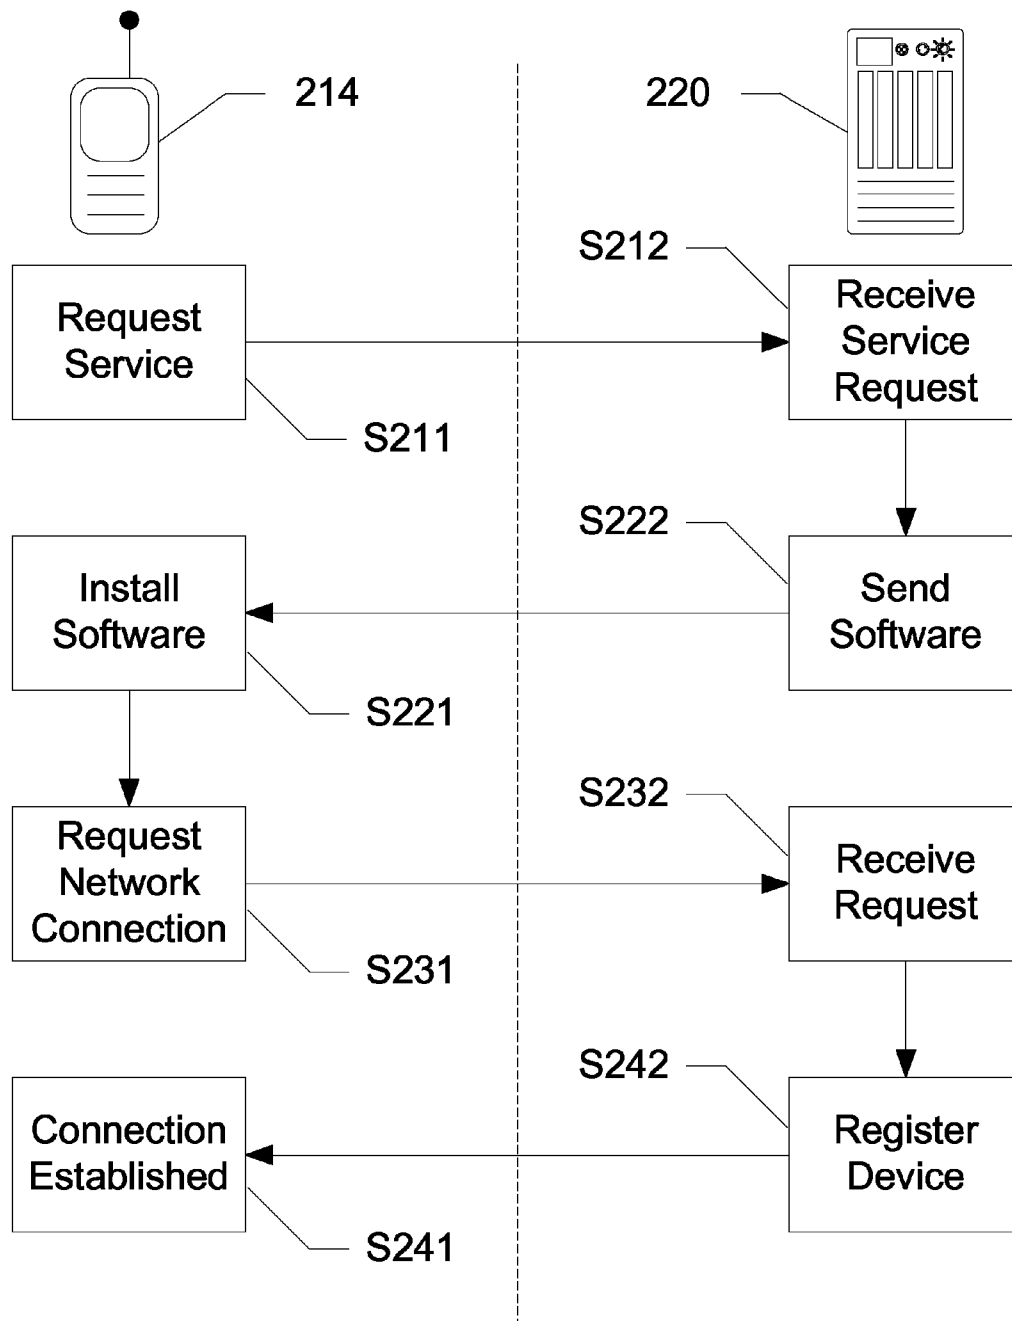 214
220
S212
Request
Service
Receive
Service
Request
S211
S222
Install
Software
Send
Software
S221
S232
Request
Network
Connection
Receive
Request
S231
S242
Connection
Established
Register
Device
S241